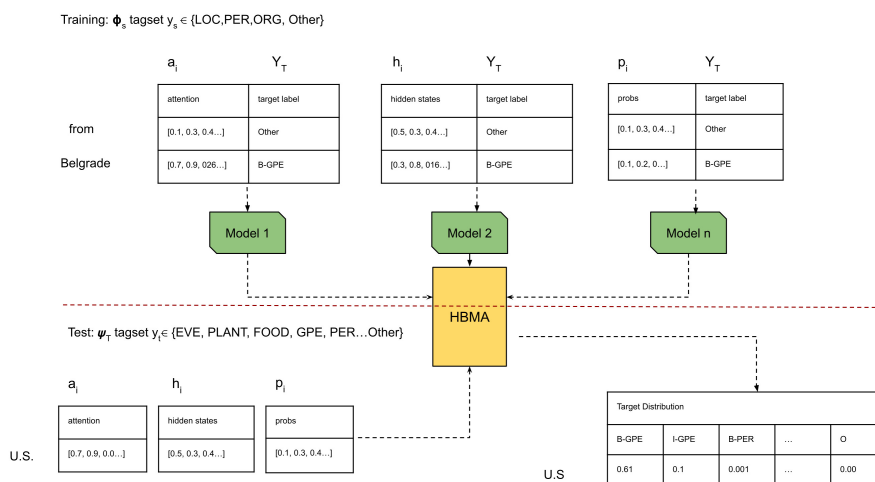 Training: ϕs tagset ys ∈ {LOC,PER,ORG, Other}
ai YT hi YT pi YT
attention target label hidden states target label probs target label
from [0.1, 0.3, 0.4...] Other [0.5, 0.3, 0.4...] Other [0.1, 0.3, 0.4...] Other
Belgrade [0.7, 0.9, 026...] B-GPE [0.3, 0.8, 016...] B-GPE [0.1, 0.2, 0...] B-GPE
Model 1 Model 2 Model n
HBMA
Test: ψT tagset yt ∈ {EVE, PLANT, FOOD, GPE, PER…Other}
ai hi pi
attention hidden states probs
U.S. [0.7, 0.9, 0.0...] [0.5, 0.3, 0.4...] [0.1, 0.3, 0.4...]
Target Distribution
B-GPE I-GPE B-PER ... O
U.S 0.61 0.1 0.001 ... 0.00